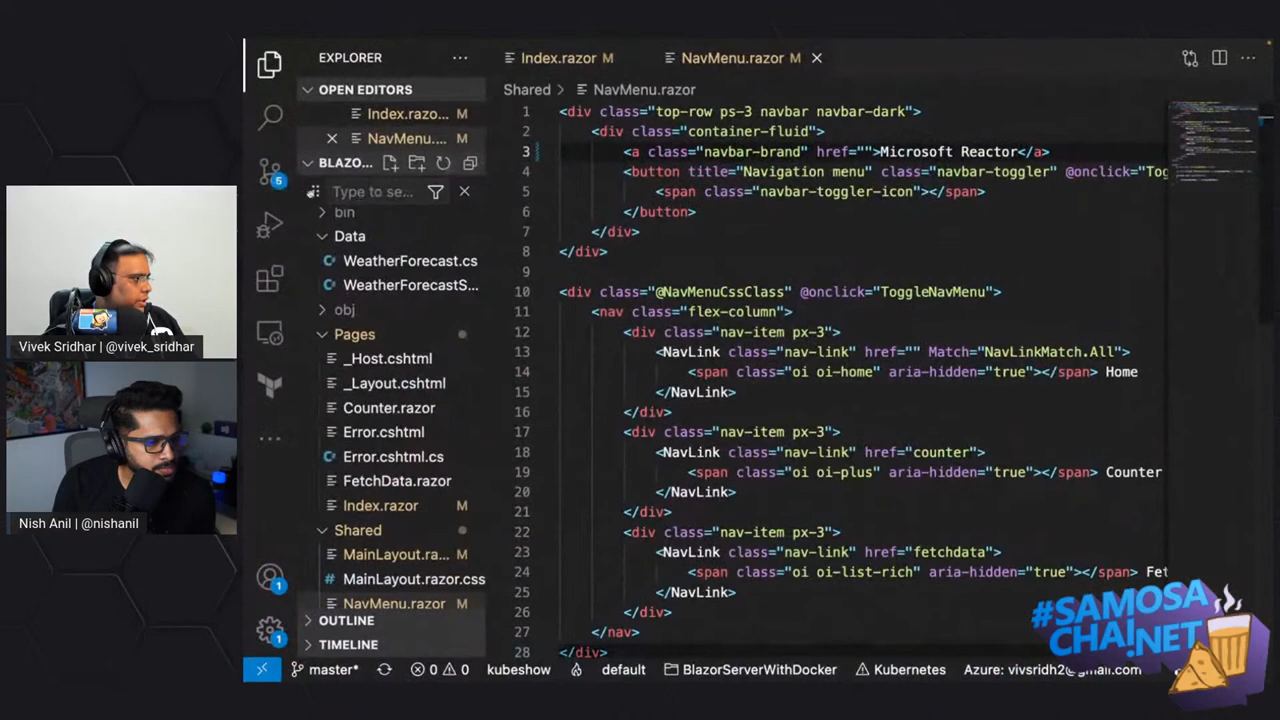 EXPLORER
OPEN EDITORS
Index.razo... M
NavMenu.... M
BLAZO...
Type to se...
bin
Data
WeatherForecast.cs
WeatherForecastS...
obj
Pages
_Host.cshtml
_Layout.cshtml
Counter.razor
Error.cshtml
Error.cshtml.cs
FetchData.razor
Index.razor M
Shared
MainLayout.ra... M
# MainLayout.razor.css
NavMenu.razor M
OUTLINE
TIMELINE
5
1
1
Index.razor M
NavMenu.razor M
Shared > NavMenu.razor
1 <div class="top-row ps-3 navbar navbar-dark">
2 <div class="container-fluid">
3 <a class="navbar-brand" href="">Microsoft Reactor</a>
4 <button title="Navigation menu" class="navbar-toggler" @onclick="Tog
5 <span class="navbar-toggler-icon"></span>
6 </button>
7 </div>
8 </div>
9
10 <div class="@NavMenuCssClass" @onclick="ToggleNavMenu">
11 <nav class="flex-column">
12 <div class="nav-item px-3">
13 <NavLink class="nav-link" href="" Match="NavLinkMatch.All">
14 <span class="oi oi-home" aria-hidden="true"></span> Home
15 </NavLink>
16 </div>
17 <div class="nav-item px-3">
18 <NavLink class="nav-link" href="counter">
19 <span class="oi oi-plus" aria-hidden="true"></span> Counter
20 </NavLink>
21 </div>
22 <div class="nav-item px-3">
23 <NavLink class="nav-link" href="fetchdata">
24 <span class="oi oi-list-rich" aria-hidden="true"></span> Fet
25 </NavLink>
26 </div>
27 </nav>
28 </div>
master* 0 0 kubeshow default BlazorServerWithDocker Kubernetes Azure: vivsridh2@gmail.com
Vivek Sridhar | @vivek_sridhar
Nish Anil | @nishanil
#SAMOSA
CHA!.NET